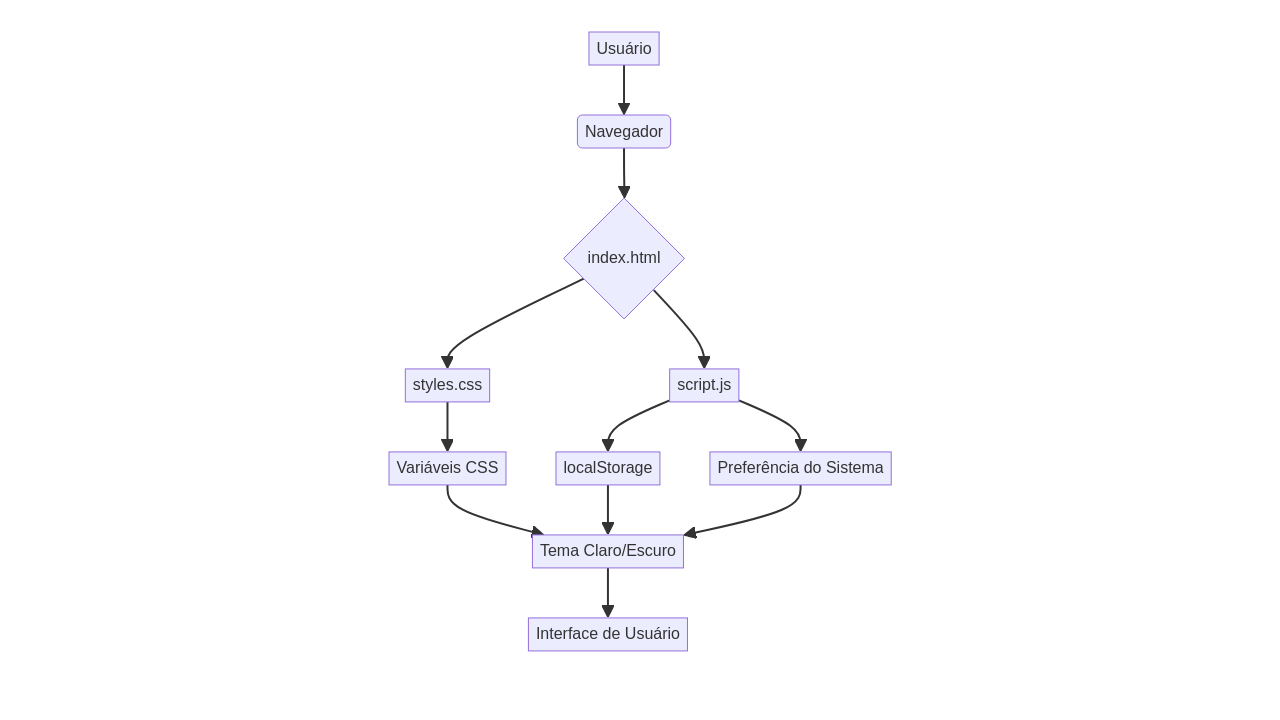 Usuário
Navegador
index.html
styles.css
script.js
Variáveis CSS
localStorage
Preferência do Sistema
Tema Claro/Escuro
Interface de Usuário